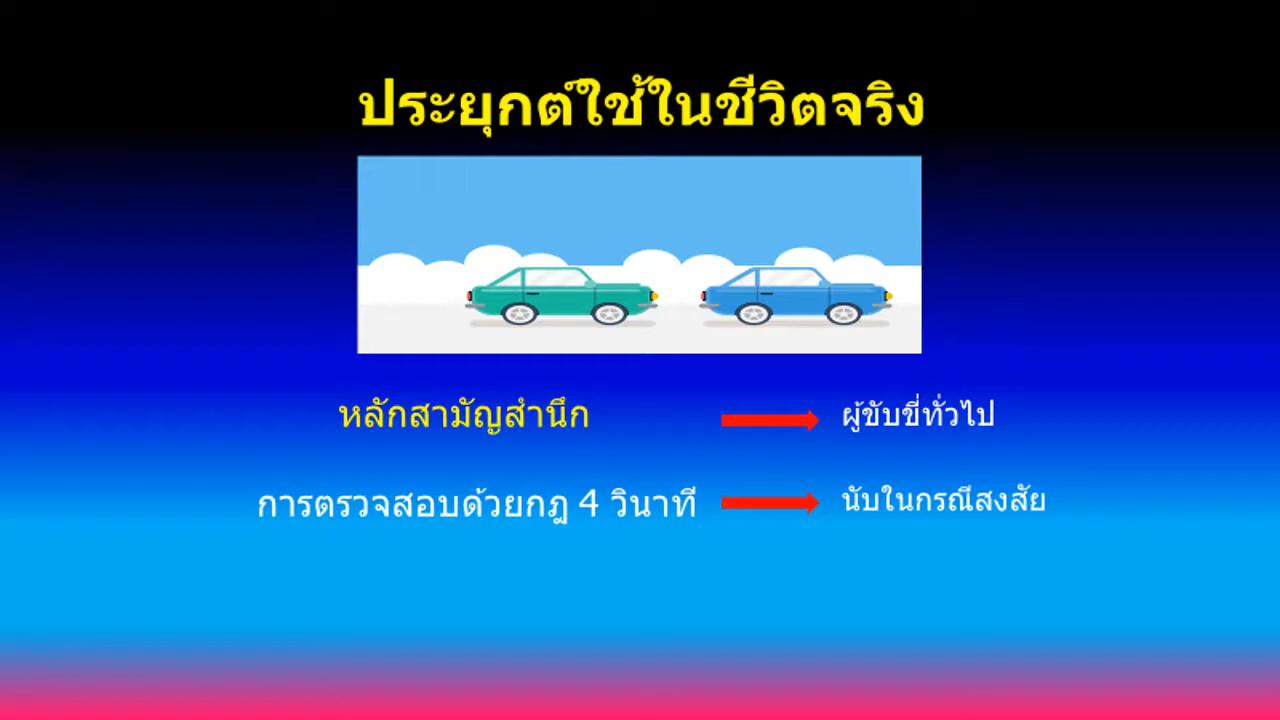 ประยุกต์ใช้ในชีวิตจริง
หลักสามัญสำนึก ผู้ขับขี่ทั่วไป
การตรวจสอบด้วยกฎ 4 วินาที นับในกรณีสงสัย